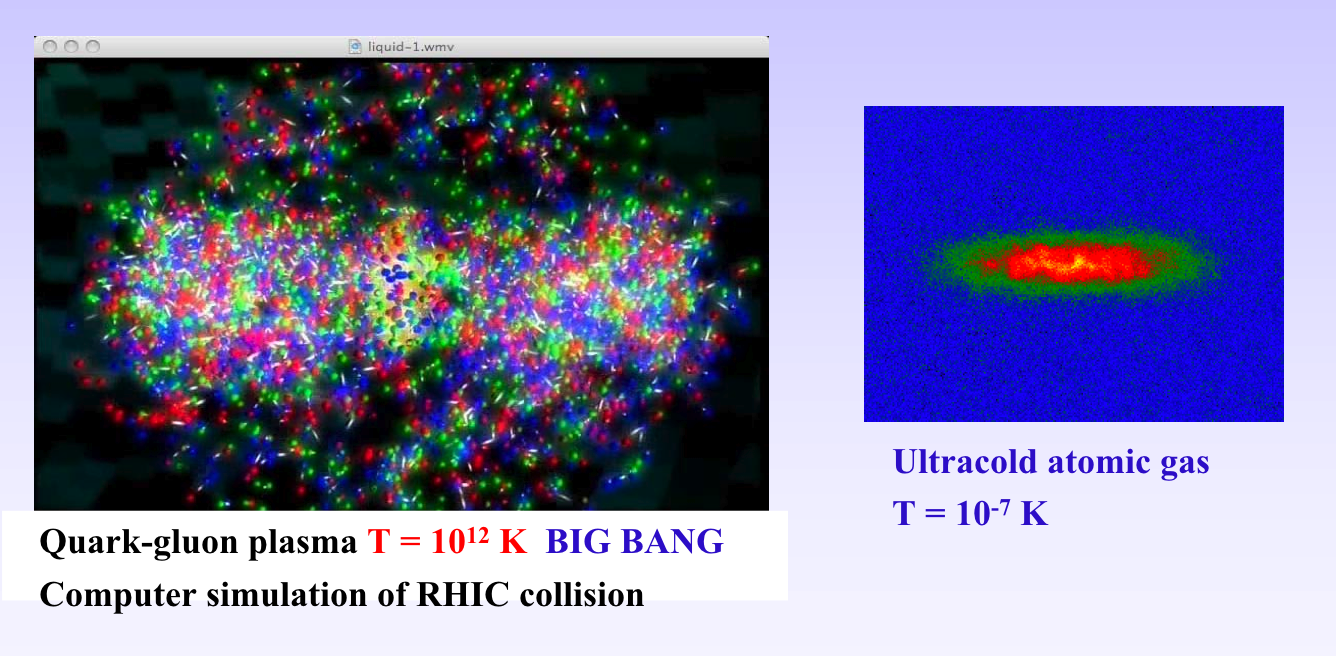 liquid-1.wmv
Quark-gluon plasma T = 10¹² K BIG BANG
Computer simulation of RHIC collision
Ultracold atomic gas
T = 10⁻⁷ K